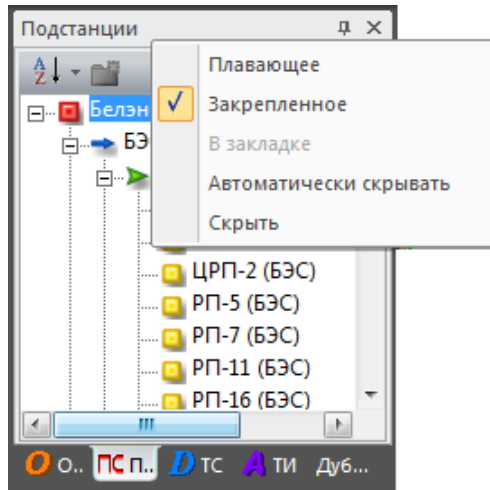 Подстанции
Плавающее
Закрепленное
В закладке
Автоматически скрывать
Скрыть
Белэн
БЭ
ЦРП-2 (БЭС)
РП-5 (БЭС)
РП-7 (БЭС)
РП-11 (БЭС)
РП-16 (БЭС)
О.. ПС П.. D ТС А ТИ Дуб...